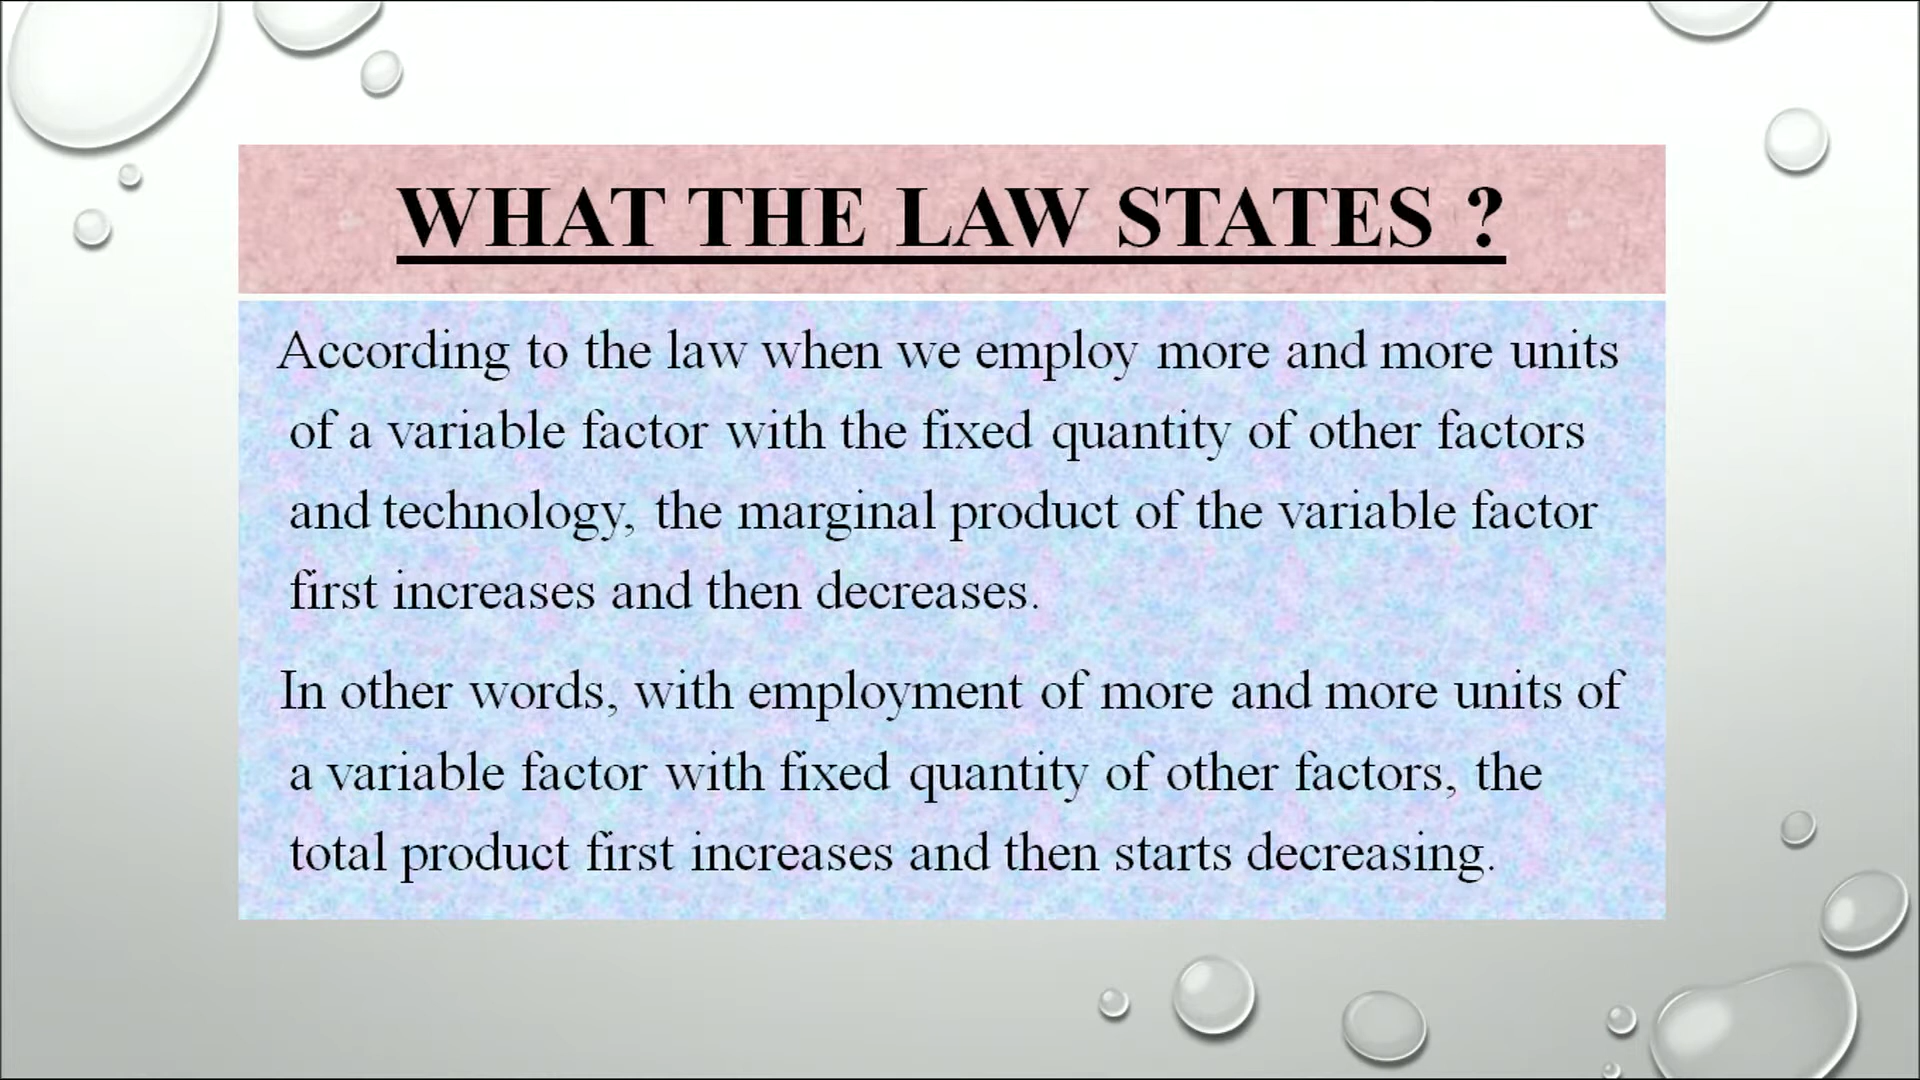 WHAT THE LAW STATES ?
According to the law when we employ more and more units
of a variable factor with the fixed quantity of other factors
and technology, the marginal product of the variable factor
first increases and then decreases.
In other words, with employment of more and more units of
a variable factor with fixed quantity of other factors, the
total product first increases and then starts decreasing.